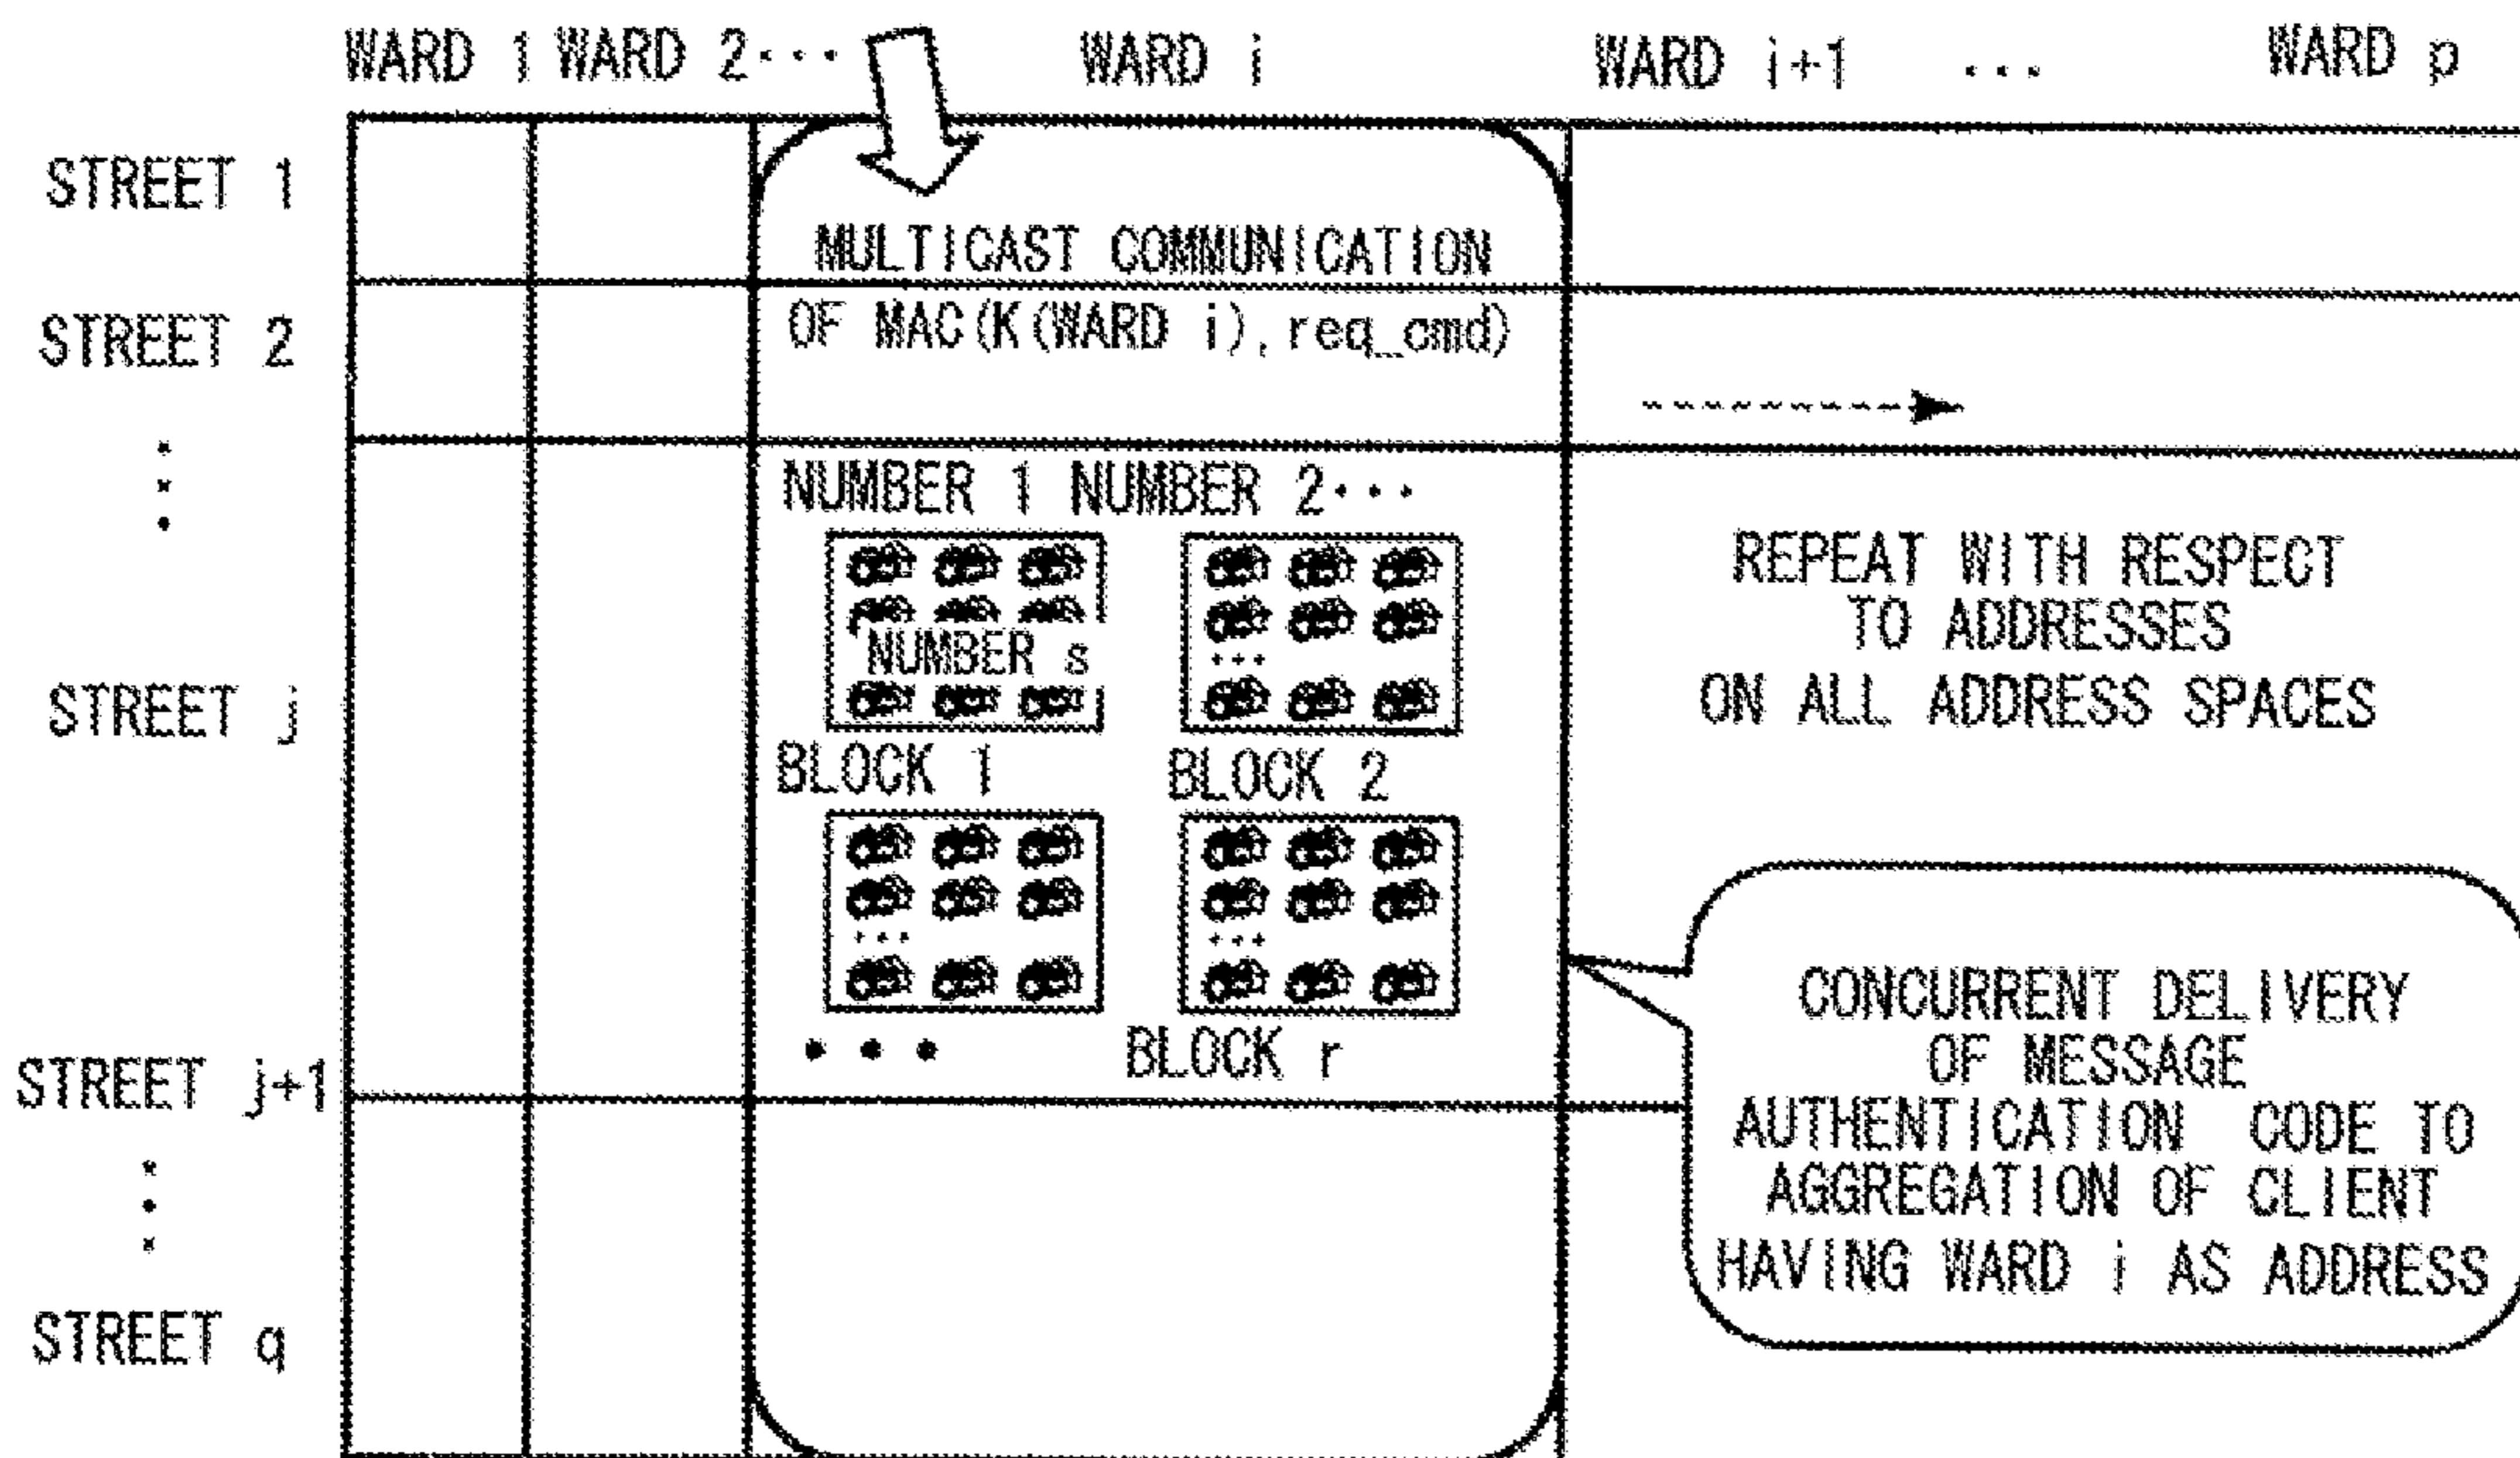 WARD 1 WARD 2··· WARD i WARD i+1 ··· WARD p
STREET 1
MULTICAST COMMUNICATION
STREET 2
OF MAC(K(WARD i),req_cmd)
NUMBER 1 NUMBER 2···
REPEAT WITH RESPECT
TO ADDRESSES
ON ALL ADDRESS SPACES
NUMBER s
···
STREET j
BLOCK 1 BLOCK 2
··· ···
··· BLOCK r
STREET j+1
CONCURRENT DELIVERY
OF MESSAGE
AUTHENTICATION CODE TO
AGGREGATION OF CLIENT
HAVING WARD i AS ADDRESS
STREET q